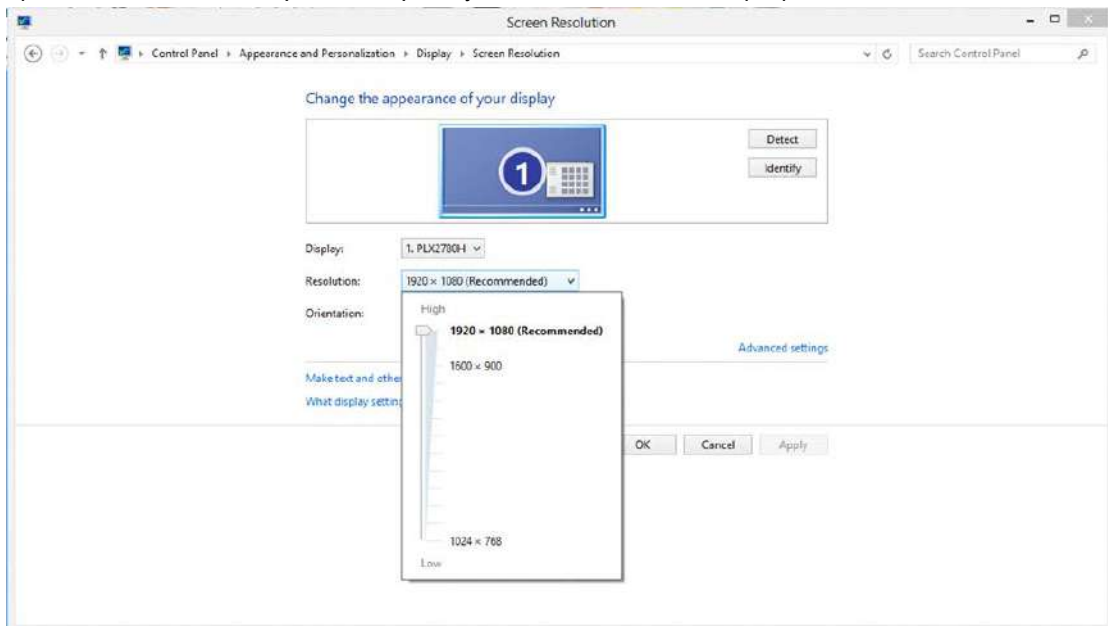 Screen Resolution
Control Panel Appearance and Personalization Display Screen Resolution
Search Control Panel
Change the appearance of your display
1
Detect
Identify
Display:
1. PLX2780H
Resolution:
1920 × 1080 (Recommended)
Orientation:
High
1920 × 1080 (Recommended)
1600 × 900
Advanced settings
Make text and other
What display setting
OK
Cancel
Apply
1024 × 768
Low